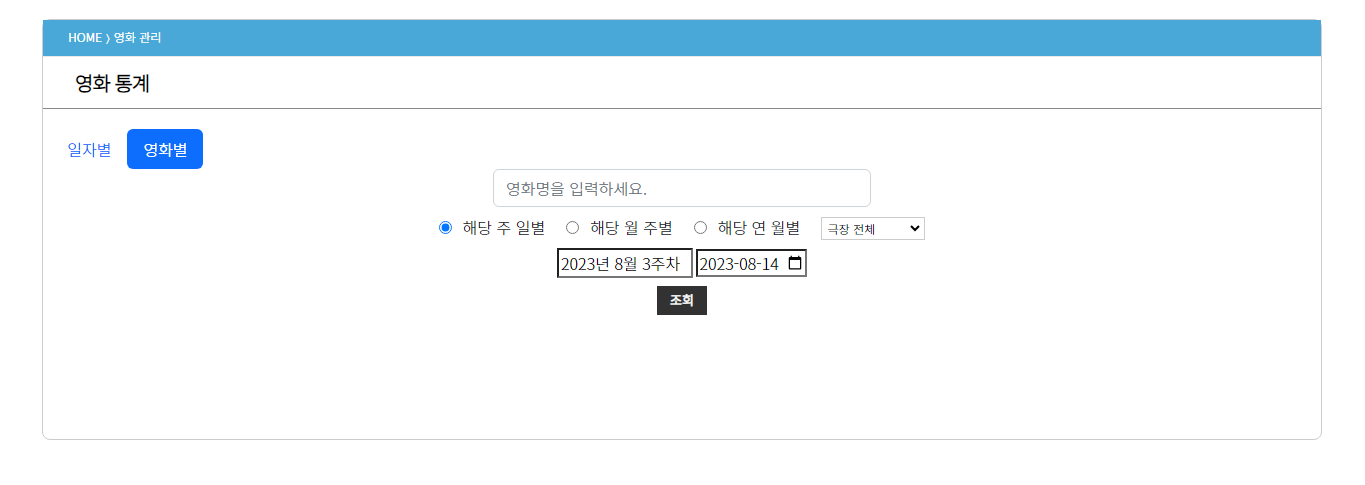 HOME > 영화 관리
영화 통계
일자별 영화별
영화명을 입력하세요.
해당 주 일별 해당 월 주별 해당 연 월별 극장 전체
2023년 8월 3주차 2023-08-14
조회